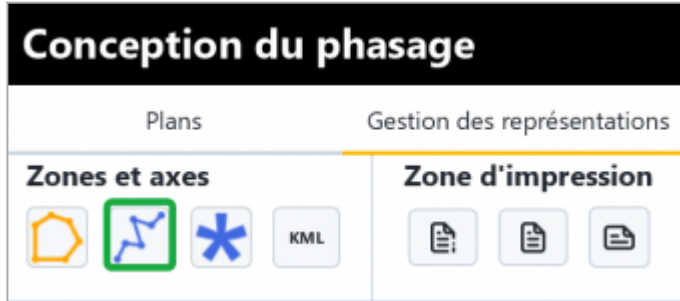 Conception du phasage
Plans
Gestion des représentations
Zones et axes
Zone d'impression
KML